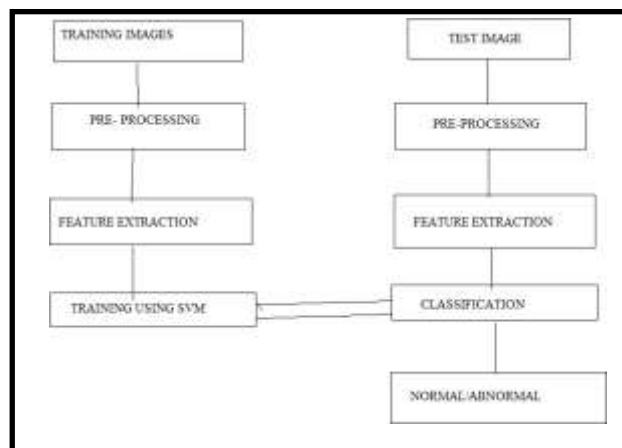 TRAINING IMAGES
TEST IMAGE
PRE- PROCESSING
PRE-PROCESSING
FEATURE EXTRACTION
FEATURE EXTRACTION
TRAINING USING SVM
CLASSIFICATION
NORMAL/ABNORMAL